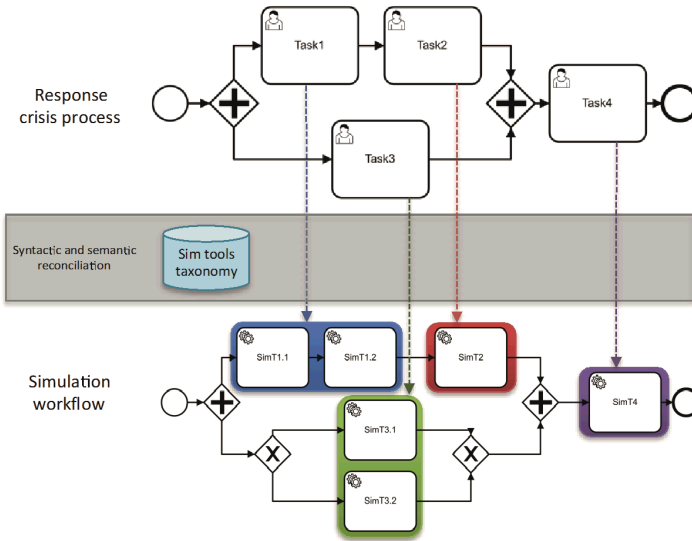 Task1
Task2
Response
crisis process
Task4
Task3
Syntactic and semantic
reconciliation
Sim tools
taxonomy
SimT1.1
SimT1.2
SimT2
Simulation
workflow
SimT4
SimT3.1
X
X
SimT3.2